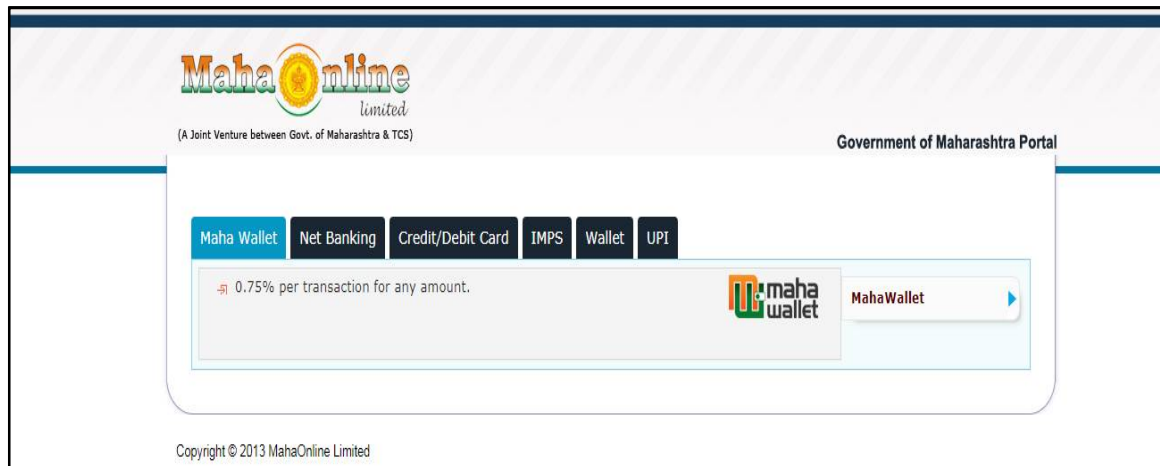 Maha Online
limited
(A Joint Venture between Govt. of Maharashtra & TCS)
Government of Maharashtra Portal
Maha Wallet Net Banking Credit/Debit Card IMPS Wallet UPI
0.75% per transaction for any amount.
maha
wallet
MahaWallet
Copyright © 2013 MahaOnline Limited